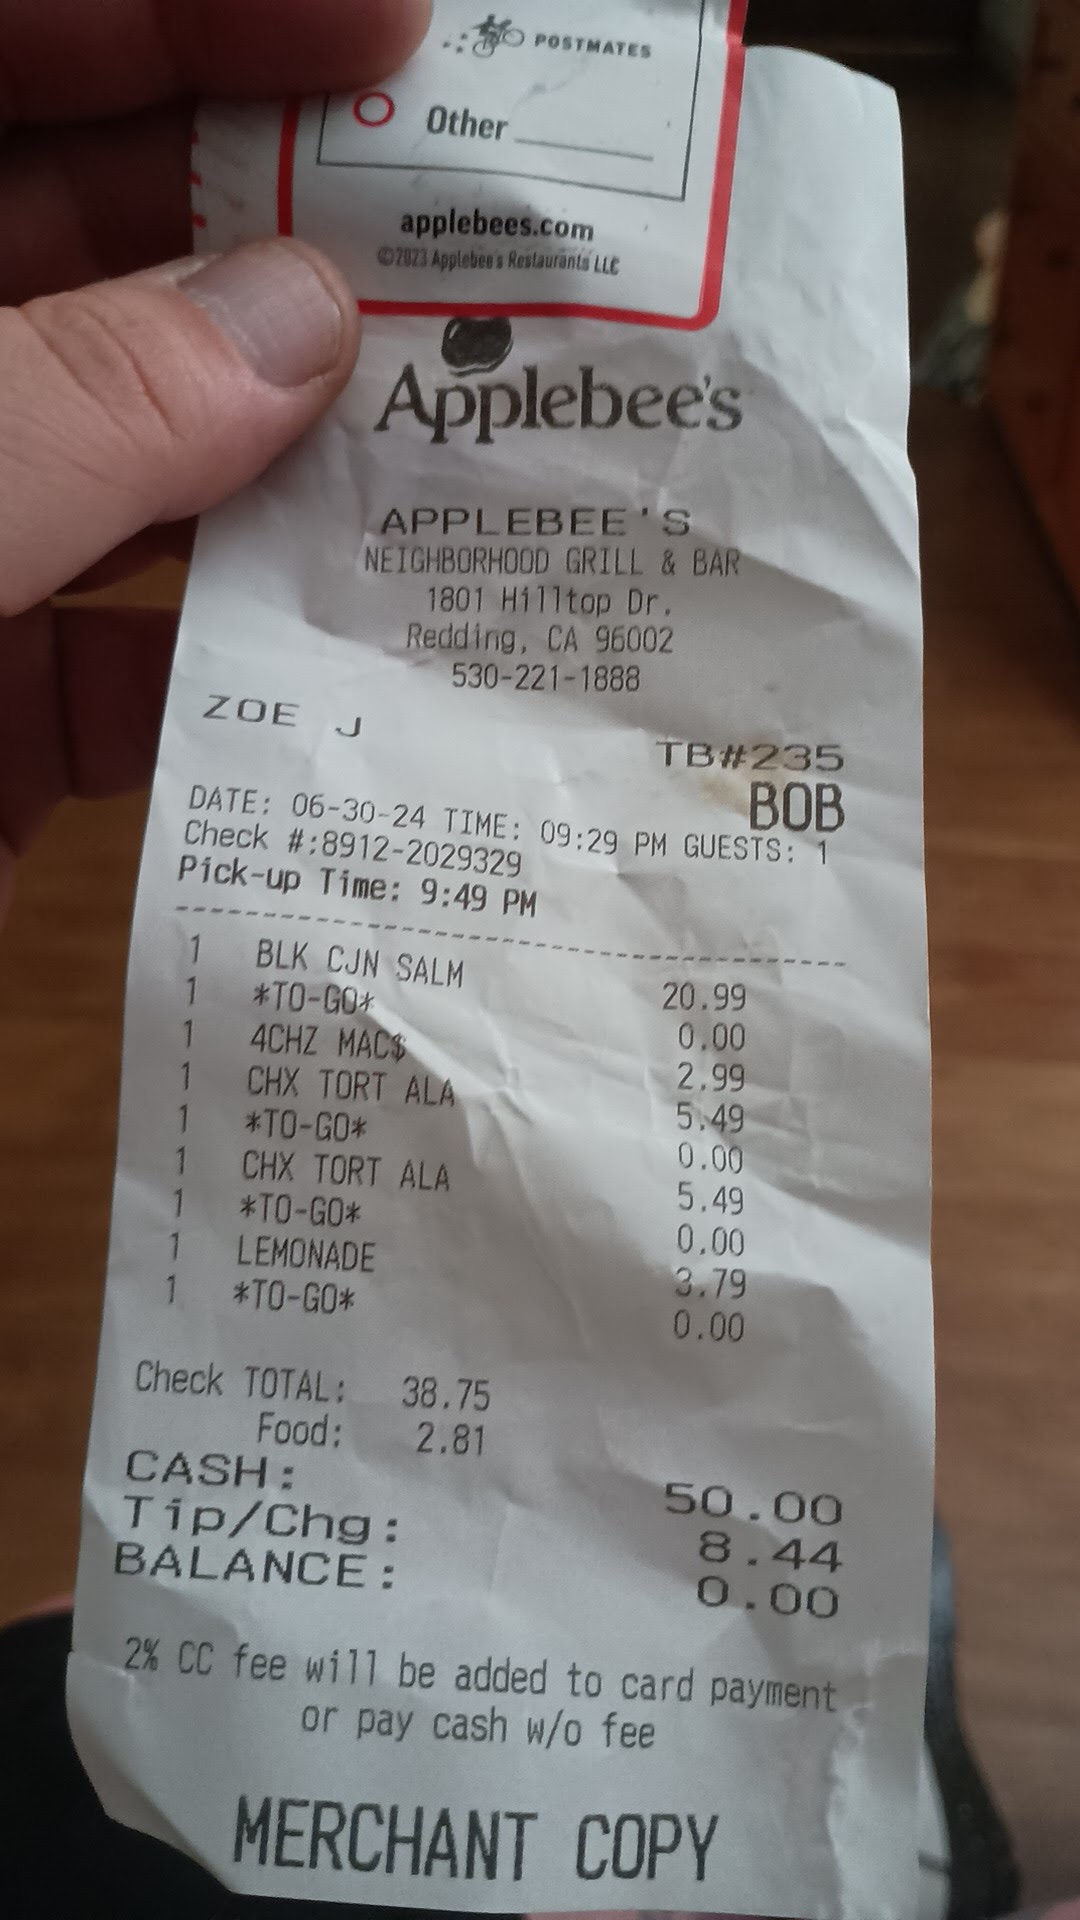 POSTMATES
Other
applebees.com
©2023 Applebee's Restaurants LLC
Applebee's
APPLEBEE'S
NEIGHBORHOOD GRILL & BAR
1801 Hilltop Dr.
Redding, CA 96002
530-221-1888
ZOE J
TB#235
BOB
DATE: 06-30-24 TIME: 09:29 PM GUESTS: 1
Check #:8912-2029329
Pick-up Time: 9:49 PM
1 BLK CJN SALM 20.99
1 *TO-GO* 0.00
1 4CHZ MAC$ 2.99
1 CHX TORT ALA 5.49
1 *TO-GO* 0.00
1 CHX TORT ALA 5.49
1 *TO-GO* 0.00
1 LEMONADE 3.79
1 *TO-GO* 0.00
Check TOTAL: 38.75
Food: 2.81
CASH: 50.00
Tip/Chg: 8.44
BALANCE: 0.00
2% CC fee will be added to card payment
or pay cash w/o fee
MERCHANT COPY